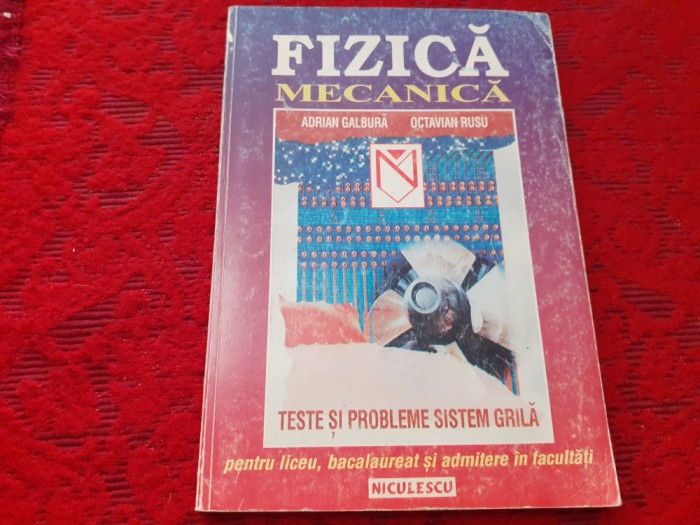 FIZICĂ
MECANICĂ
ADRIAN GALBURĂ OCTAVIAN RUSU
TESTE ȘI PROBLEME SISTEM GRILĂ
pentru liceu, bacalaureat și admitere în facultăți
NICULESCU